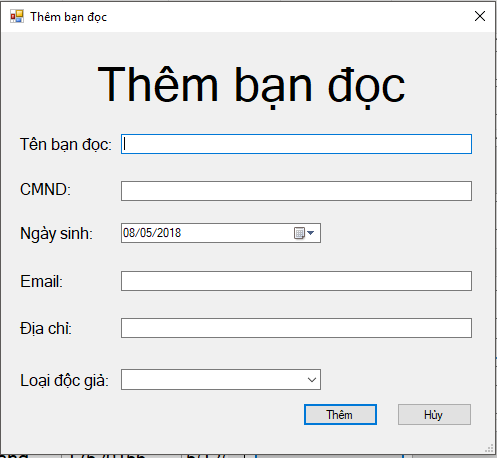 Thêm bạn đọc
Thêm bạn đọc
Tên bạn đọc:
CMND:
Ngày sinh: 08/05/2018
Email:
Địa chỉ:
Loại độc giả:
Thêm Hủy